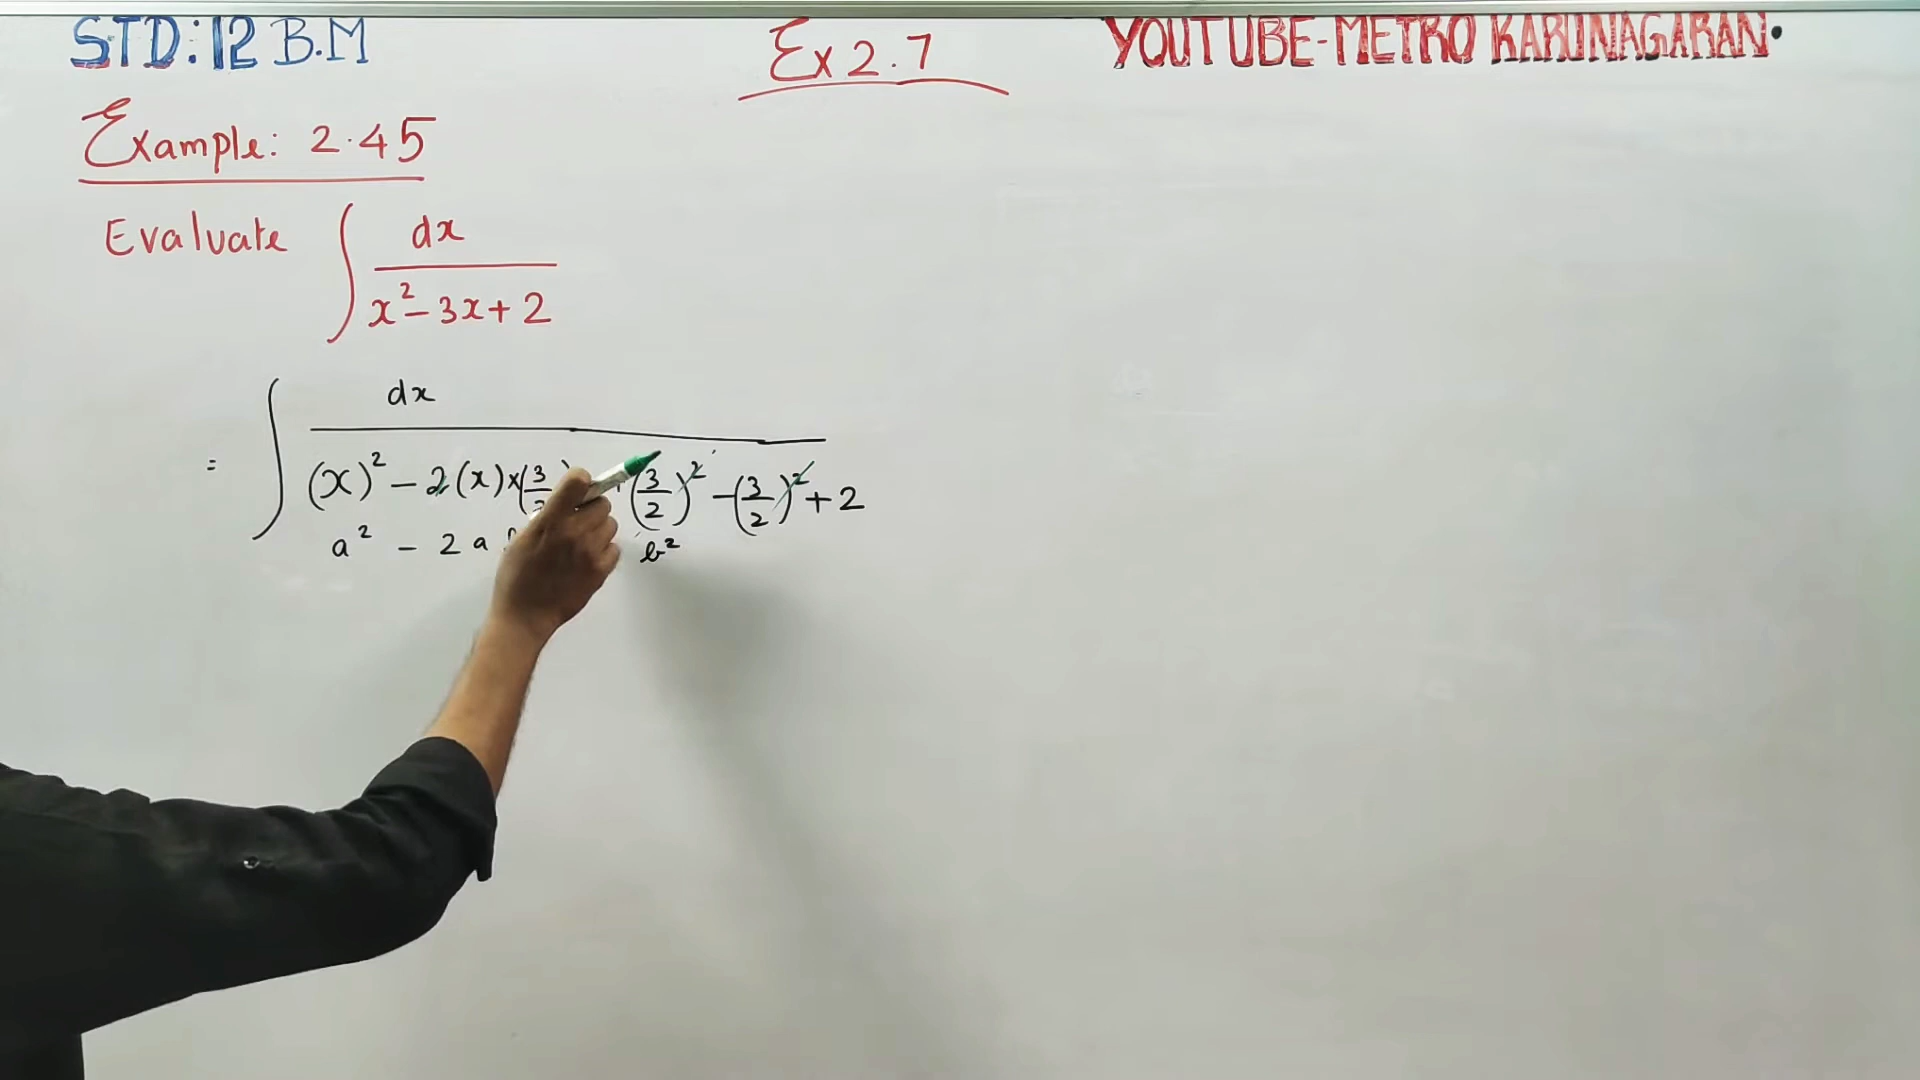 STD:12 B.M Ex 2.7 YOUTUBE-METRO KARUNAGARAN.
Example: 2.45
Evaluate ∫ dx / x² - 3x + 2
= ∫ dx / (x)² - 2(x)×(3/2) + (3/2)² - (3/2)² + 2
a² - 2 a b²